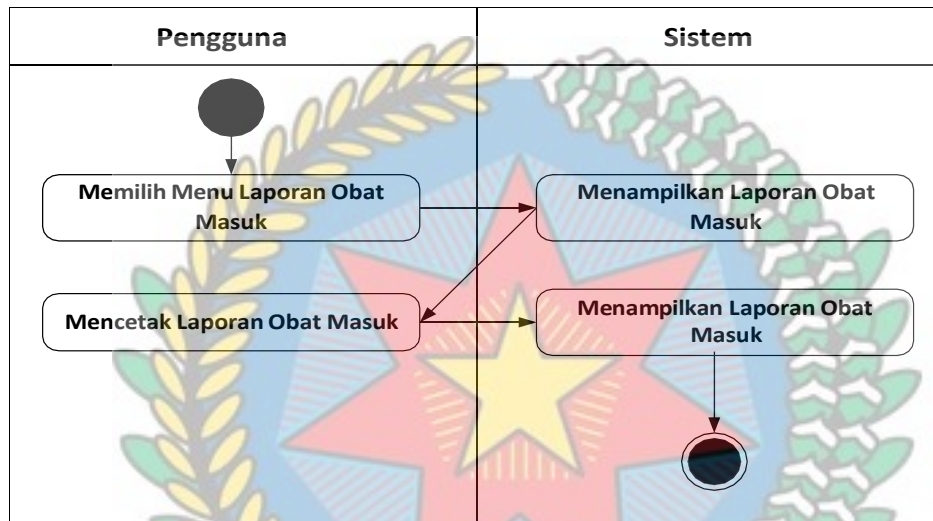 Pengguna
Sistem
Memilih Menu Laporan Obat
Masuk
Menampilkan Laporan Obat
Masuk
Mencetak Laporan Obat Masuk
Menampilkan Laporan Obat
Masuk